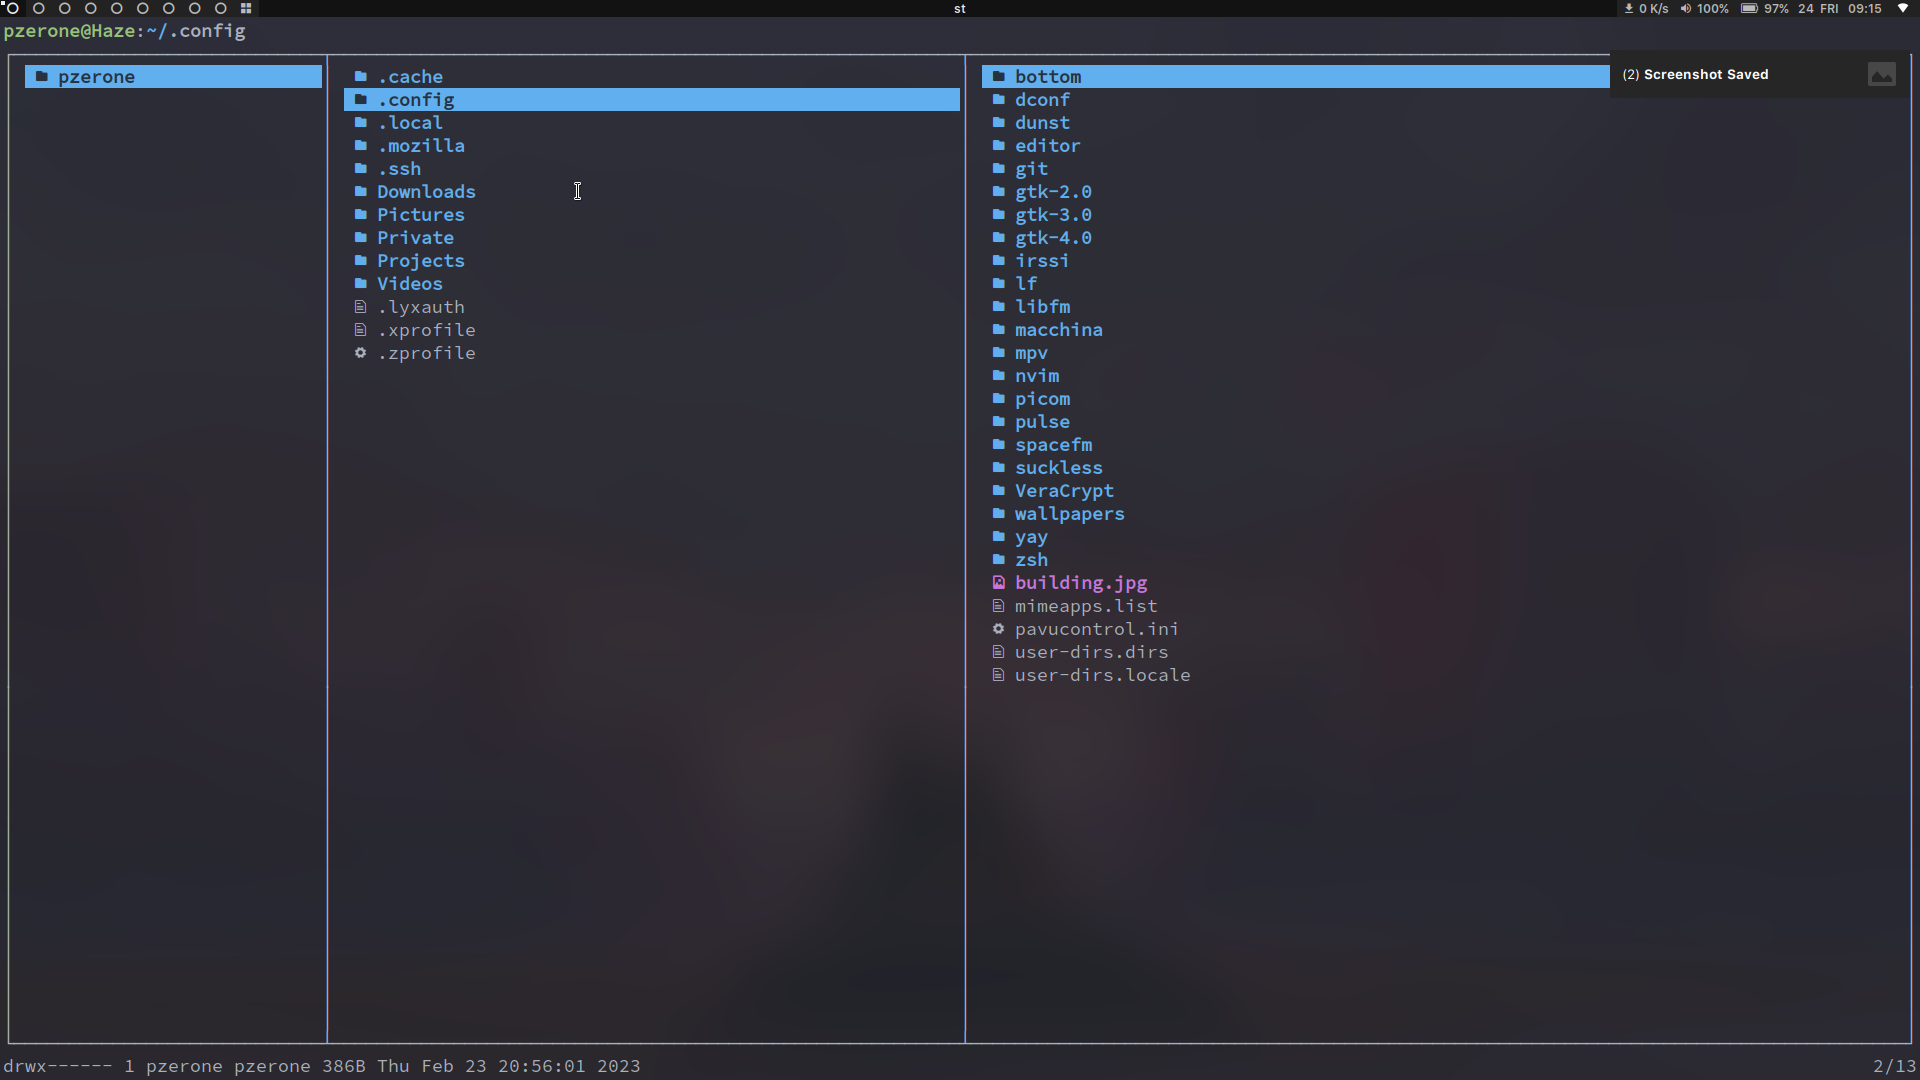 st
0 K/s 100% 97% 24 FRI 09:15
pzerone@Haze:~/.config
(2) Screenshot Saved
pzerone
.cache
.config
.local
.mozilla
.ssh
Downloads
Pictures
Private
Projects
Videos
.lyxauth
.xprofile
.zprofile
bottom
dconf
dunst
editor
git
gtk-2.0
gtk-3.0
gtk-4.0
irssi
lf
libfm
macchina
mpv
nvim
picom
pulse
spacefm
suckless
VeraCrypt
wallpapers
yay
zsh
building.jpg
mimeapps.list
pavucontrol.ini
user-dirs.dirs
user-dirs.locale
drwx------ 1 pzerone pzerone 386B Thu Feb 23 20:56:01 2023
2/13